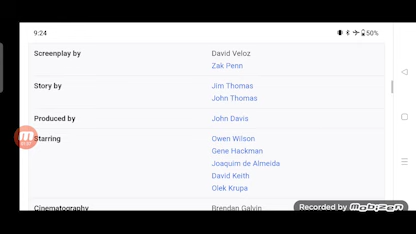 9:24
50%
Screenplay by
David Veloz
Zak Penn
Story by
Jim Thomas
John Thomas
Produced by
John Davis
Starring
Owen Wilson
Gene Hackman
Joaquim de Almeida
David Keith
Olek Krupa
Cinematography
Brendan Galvin
Recorded by Mobizen